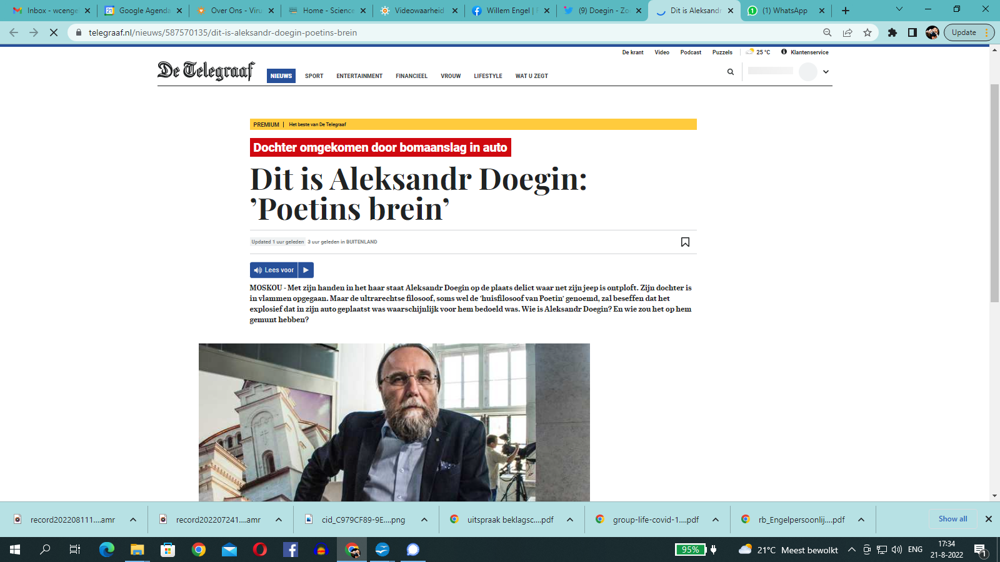 Inbox - wcenge
Google Agenda
Over Ons - Viru
Home - Science
Videowaarheid
Willem Engel | F
(9) Doegin - Zo
Dit is Aleksandr
(1) WhatsApp
telegraaf.nl/nieuws/587570135/dit-is-aleksandr-doegin-poetins-brein
Update
De krant Video Podcast Puzzels 25 °C Klantenservice
De Telegraaf
NIEUWS SPORT ENTERTAINMENT FINANCIEEL VROUW LIFESTYLE WAT U ZEGT
PREMIUM | Het beste van De Telegraaf
Dochter omgekomen door bomaanslag in auto
Dit is Aleksandr Doegin:
’Poetins brein’
Updated 1 uur geleden 3 uur geleden in BUITENLAND
Lees voor
MOSKOU - Met zijn handen in het haar staat Aleksandr Doegin op de plaats delict waar net zijn jeep is ontploft. Zijn dochter is
in vlammen opgegaan. Maar de ultrarechtse filosoof, soms wel de ’huisfilosoof van Poetin’ genoemd, zal beseffen dat het
explosief dat in zijn auto geplaatst was waarschijnlijk voor hem bedoeld was. Wie is Aleksandr Doegin? En wie zou het op hem
gemunt hebben?
record202208111....amr
record202207241....amr
cid_C979CF89-9E....png
uitspraak beklagsc....pdf
group-life-covid-1....pdf
rb_Engelpersoonlij....pdf
Show all
95%
21°C Meest bewolkt
ENG
17:34
21-8-2022
1